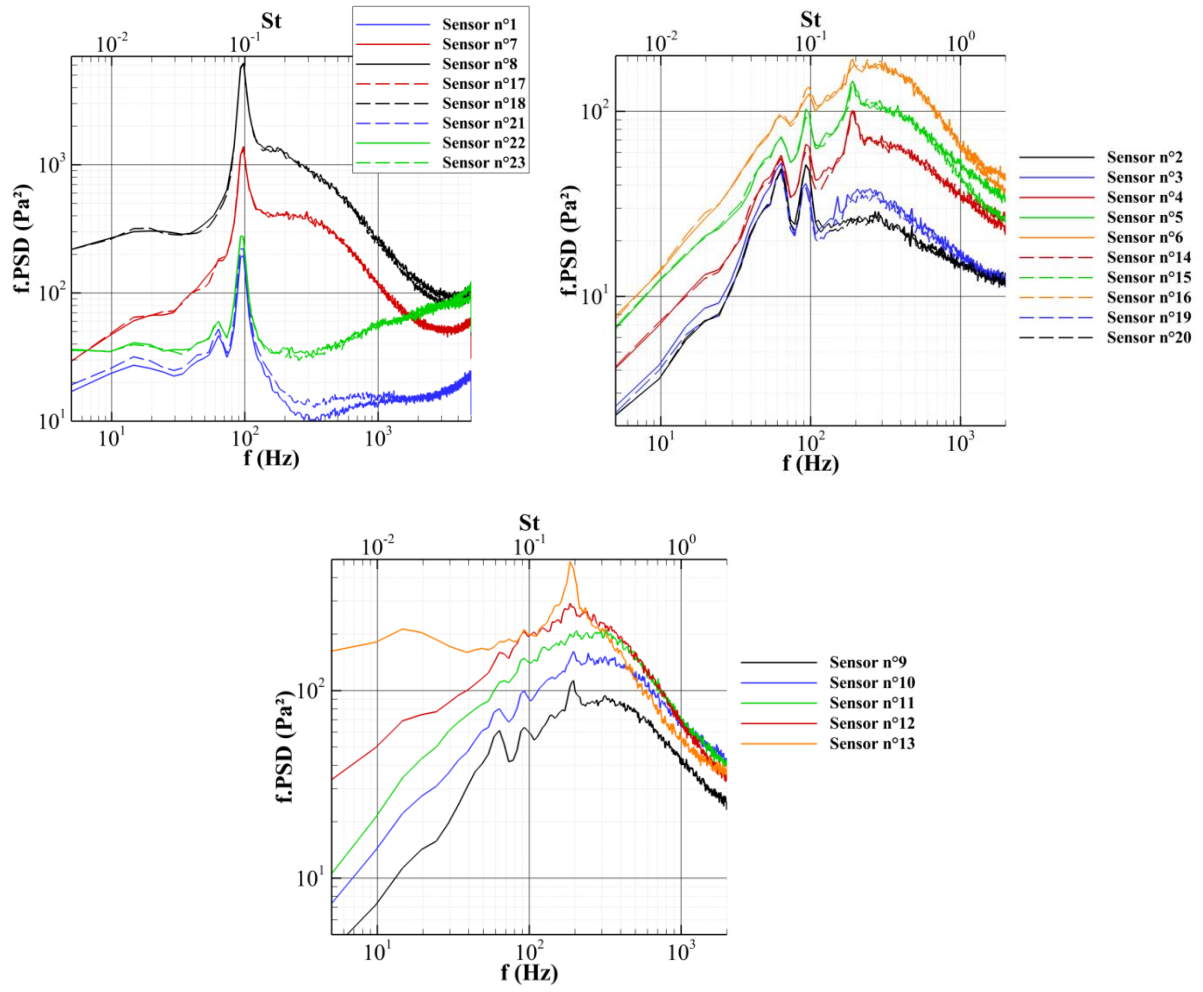 St
10⁻² 10⁻¹
Sensor n°1
Sensor n°7
Sensor n°8
Sensor n°17
Sensor n°18
Sensor n°21
Sensor n°22
Sensor n°23
f.PSD (Pa²)
10³
10²
10¹
10¹ 10² 10³
f (Hz)
St
10⁻² 10⁻¹ 10⁰
f.PSD (Pa²)
10²
10¹
10¹ 10² 10³
f (Hz)
Sensor n°2
Sensor n°3
Sensor n°4
Sensor n°5
Sensor n°6
Sensor n°14
Sensor n°15
Sensor n°16
Sensor n°19
Sensor n°20
St
10⁻² 10⁻¹ 10⁰
f.PSD (Pa²)
10²
10¹
10¹ 10² 10³
f (Hz)
Sensor n°9
Sensor n°10
Sensor n°11
Sensor n°12
Sensor n°13